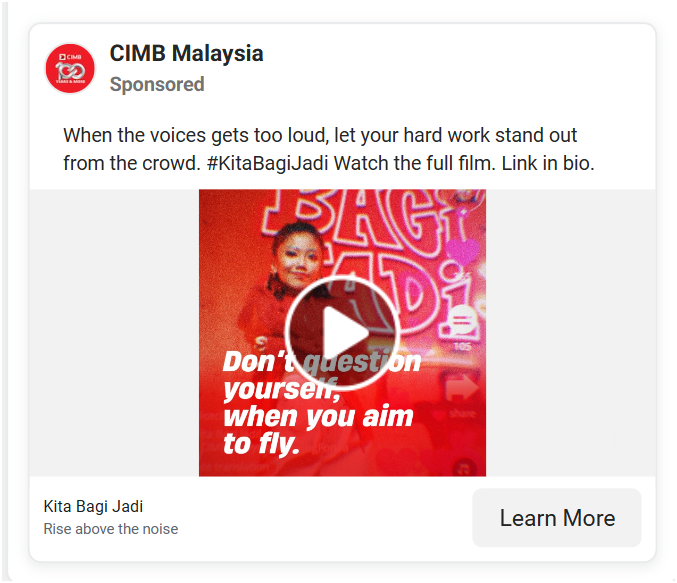 CIMB Malaysia
CIMB
100
YEARS & MORE
Sponsored
When the voices gets too loud, let your hard work stand out
from the crowd. #KitaBagiJadi Watch the full film. Link in bio.
BAGi
JADi
105
share
Don't question
yourself,
when you aim
to fly.
Kita Bagi Jadi
Rise above the noise
Learn More